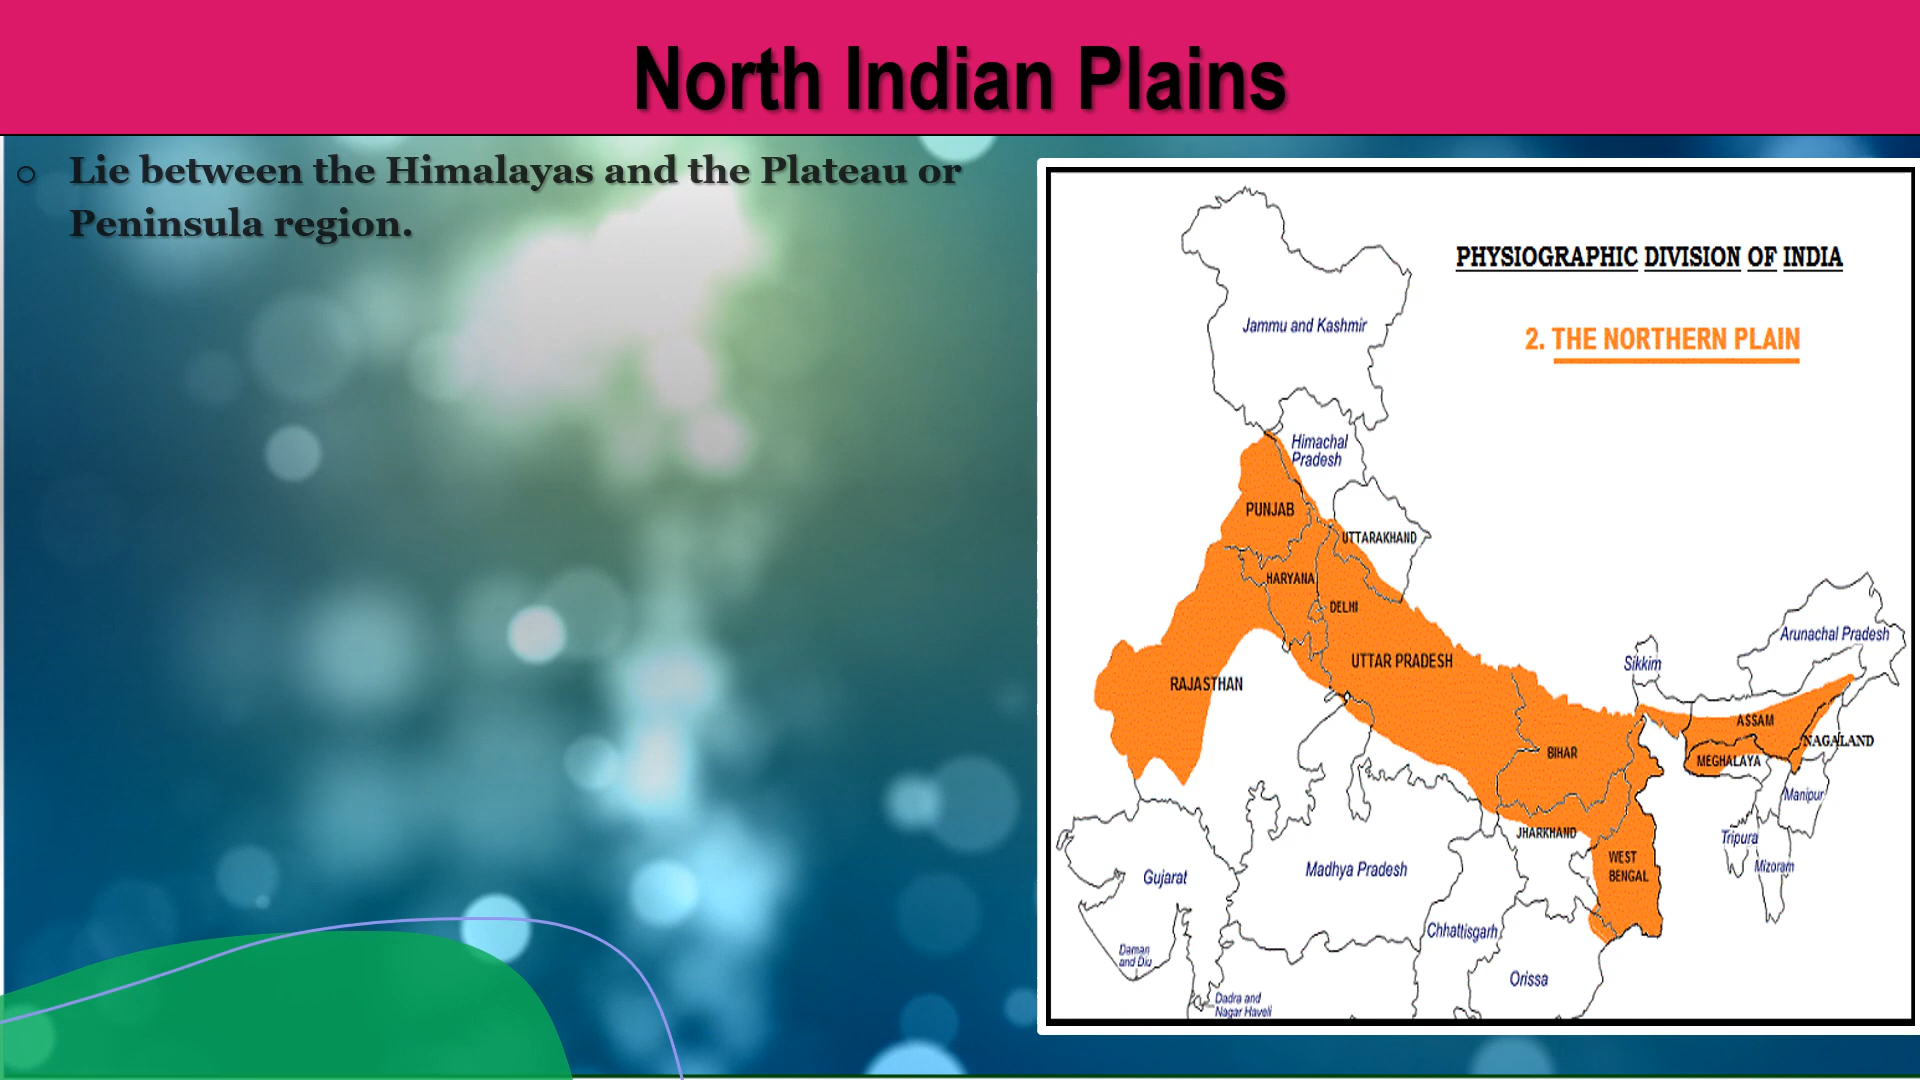 North Indian Plains
o Lie between the Himalayas and the Plateau or
Peninsula region.
PHYSIOGRAPHIC DIVISION OF INDIA
2. THE NORTHERN PLAIN
Jammu and Kashmir
Himachal
Pradesh
PUNJAB
UTTARAKHAND
HARYANA
DELHI
UTTAR PRADESH
RAJASTHAN
Arunachal Pradesh
Sikkim
ASSAM
NAGALAND
BIHAR
MEGHALAYA
Manipur
JHARKHAND
Tripura
WEST
BENGAL
Mizoram
Madhya Pradesh
Gujarat
Chhattisgarh
Daman
and Diu
Orissa
Dadra and
Nagar Haveli